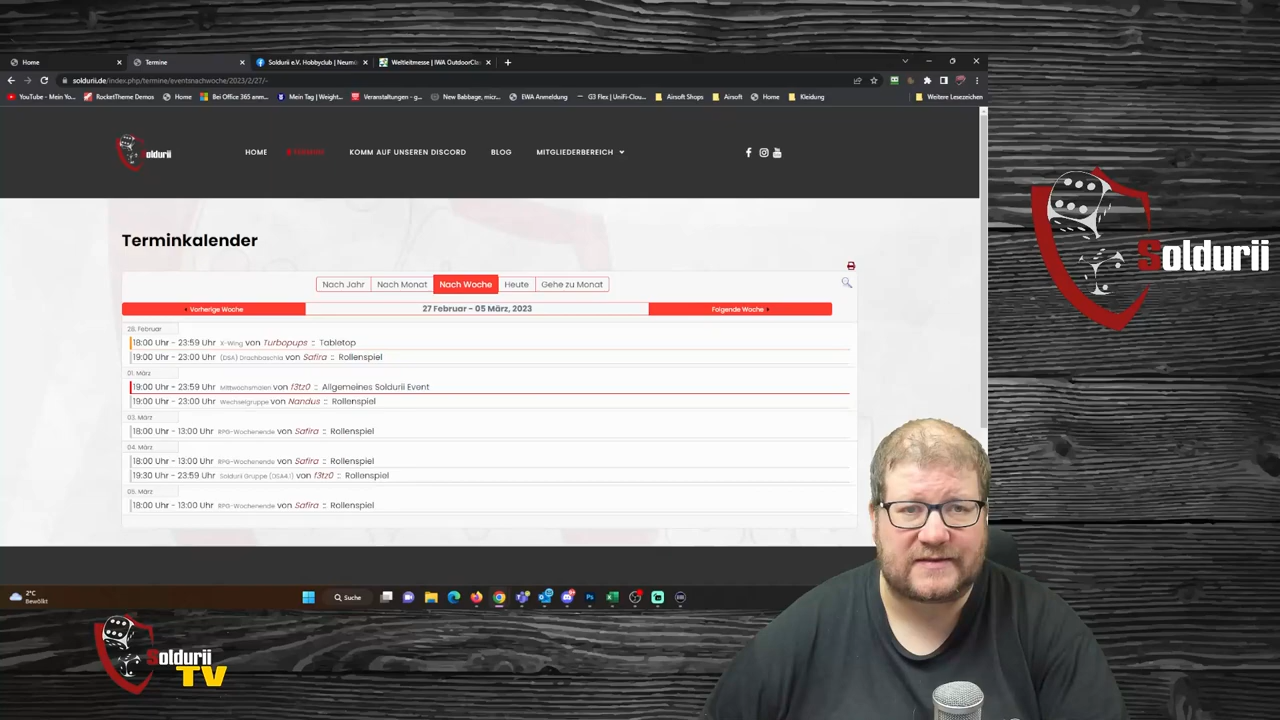 Home
Termine
Soldurii e.V. Hobbyclub | Neumü
Weltleitmesse | IWA OutdoorCla
soldurii.de/index.php/termine/eventsnachwoche/2023/2/27/-
YouTube - Mein Yo...
RocketTheme Demos
Home
Bei Office 365 anm...
Mein Tag | Weight...
Veranstaltungen - g...
New Babbage, micr...
EWA Anmeldung
G3 Flex | UniFi-Clou...
Airsoft Shops
Airsoft
Home
Kleidung
Weitere Lesezeichen
oldurii
HOME
TERMINE
KOMM AUF UNSEREN DISCORD
BLOG
MITGLIEDERBEREICH
Terminkalender
Nach Jahr
Nach Monat
Nach Woche
Heute
Gehe zu Monat
Vorherige Woche
27 Februar - 05 März, 2023
Folgende Woche
28. Februar
18:00 Uhr - 23:59 Uhr X-Wing von Turbopups :: Tabletop
19:00 Uhr - 23:00 Uhr (DSA) Drachbaschla von Safira :: Rollenspiel
01. März
19:00 Uhr - 23:59 Uhr Mittwochsmalen von f3tz0 :: Allgemeines Soldurii Event
19:00 Uhr - 23:00 Uhr Wechselgruppe von Nandus :: Rollenspiel
03. März
18:00 Uhr - 13:00 Uhr RPG-Wochenende von Safira :: Rollenspiel
04. März
18:00 Uhr - 13:00 Uhr RPG-Wochenende von Safira :: Rollenspiel
19:30 Uhr - 23:59 Uhr Soldurii Gruppe (DSA4.1) von f3tz0 :: Rollenspiel
05. März
18:00 Uhr - 13:00 Uhr RPG-Wochenende von Safira :: Rollenspiel
2°C
Bewölkt
Suche
Soldurii
Soldurii
TV